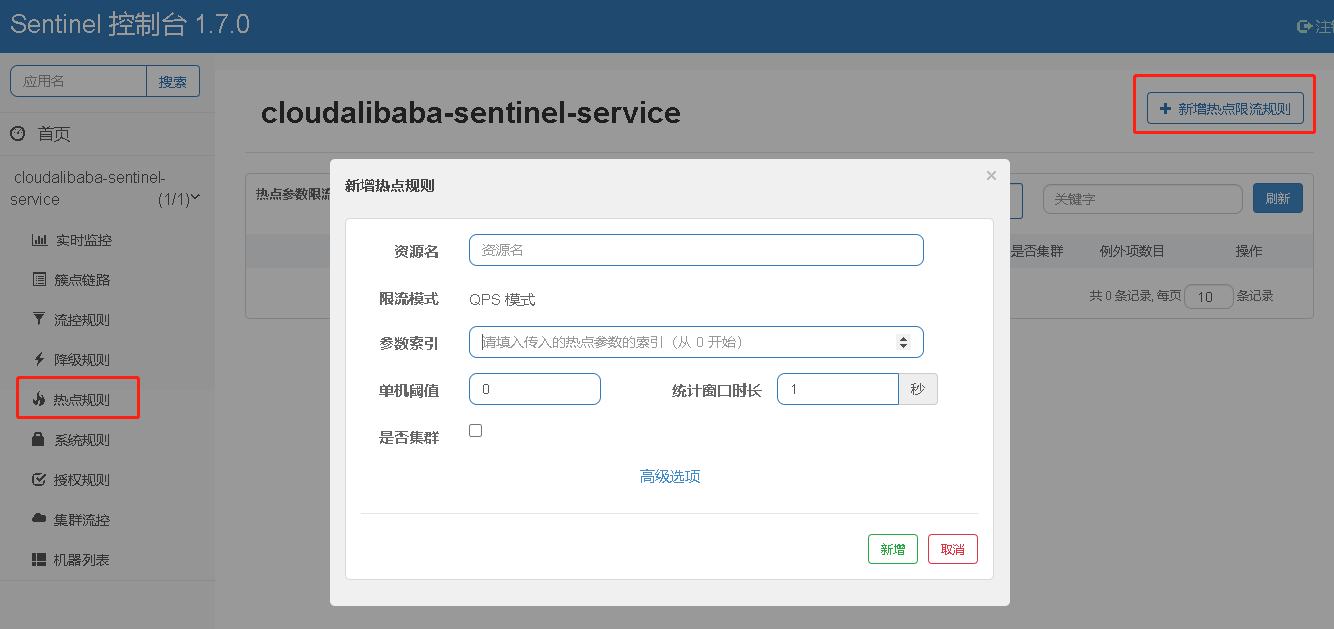 Sentinel 控制台 1.7.0
注销
应用名
搜索
首页
cloudalibaba-sentinel-
service
(1/1)
实时监控
簇点链路
流控规则
降级规则
热点规则
系统规则
授权规则
集群流控
机器列表
cloudalibaba-sentinel-service
+ 新增热点限流规则
热点参数限流
关键字
刷新
是否集群 例外项数目 操作
共 0 条记录, 每页 10 条记录
新增热点规则
×
资源名 资源名
限流模式 QPS 模式
参数索引 请填入传入的热点参数的索引（从 0 开始）
单机阈值 0 统计窗口时长 1 秒
是否集群
高级选项
新增 取消